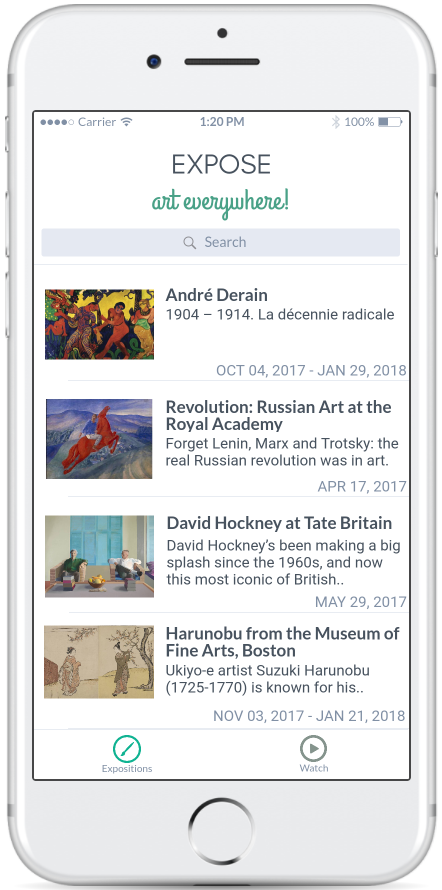 Carrier 1:20 PM 100%
EXPOSE
art everywhere!
Search
André Derain
1904 – 1914. La décennie radicale
OCT 04, 2017 - JAN 29, 2018
Revolution: Russian Art at the
Royal Academy
Forget Lenin, Marx and Trotsky: the
real Russian revolution was in art.
APR 17, 2017
David Hockney at Tate Britain
David Hockney’s been making a big
splash since the 1960s, and now
this most iconic of British..
MAY 29, 2017
Harunobu from the Museum of
Fine Arts, Boston
Ukiyo-e artist Suzuki Harunobu
(1725-1770) is known for his..
NOV 03, 2017 - JAN 21, 2018
Expositions Watch